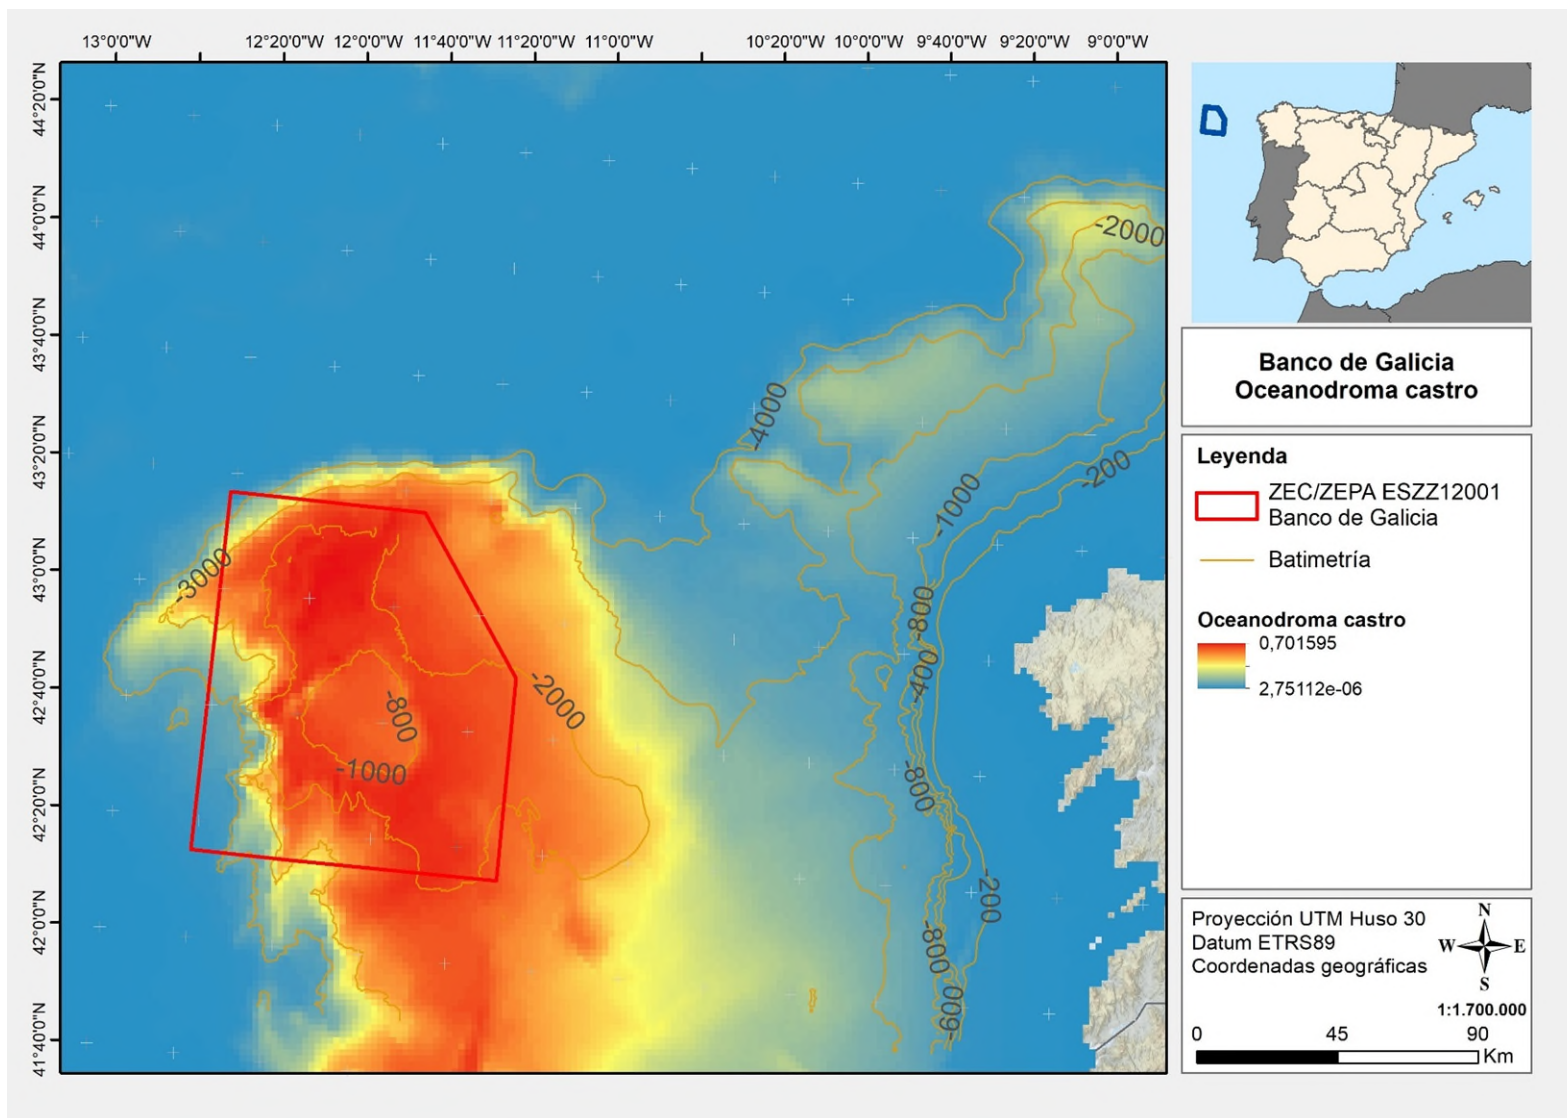 13°0'0"W 12°20'0"W 12°0'0"W 11°40'0"W 11°20'0"W 11°0'0"W 10°20'0"W 10°0'0"W 9°40'0"W 9°20'0"W 9°0'0"W
44°20'0"N
44°0'0"N
43°40'0"N
43°20'0"N
43°0'0"N
42°40'0"N
42°20'0"N
42°0'0"N
41°40'0"N
-2000
-4000
-200
-1000
-3000
-800
-400
-2000
-800
-1000
-800
-200
-800
-600
Banco de Galicia
Oceanodroma castro
Leyenda
ZEC/ZEPA ESZZ12001
Banco de Galicia
Batimetría
Oceanodroma castro
0,701595
2,75112e-06
Proyección UTM Huso 30
Datum ETRS89
Coordenadas geográficas
N
W E
S
1:1.700.000
0 45 90
Km